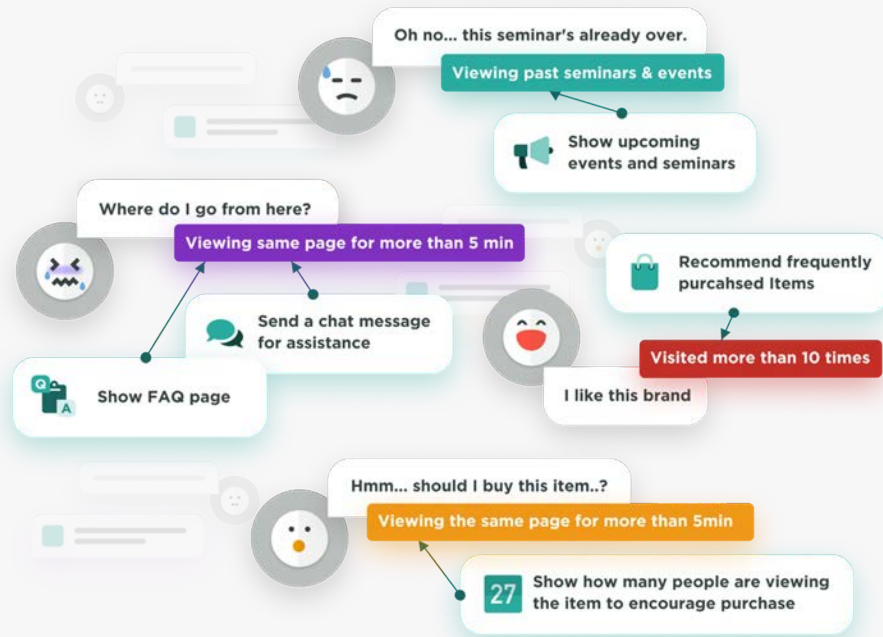 Oh no... this seminar's already over.
Viewing past seminars & events
Show upcoming
events and seminars
Where do I go from here?
Viewing same page for more than 5 min
Send a chat message
for assistance
Q
A
Show FAQ page
Recommend frequently
purcahsed Items
Visited more than 10 times
I like this brand
Hmm... should I buy this item..?
Viewing the same page for more than 5min
27
Show how many people are viewing
the item to encourage purchase